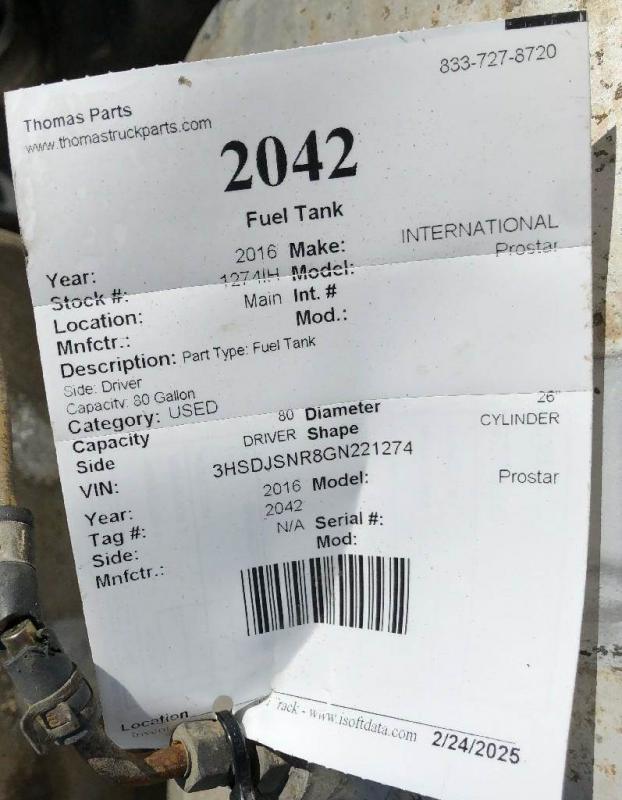 833-727-8720
Thomas Parts
www.thomastruckparts.com
2042
Fuel Tank
Year: 2016 Make: INTERNATIONAL
Stock #: 1274IH Model: Prostar
Location: Main Int. #
Mnfctr.: Mod.:
Description: Part Type: Fuel Tank
Side: Driver
Capacity: 80 Gallon
Category: USED
Capacity 80 Diameter 26"
Side DRIVER Shape CYLINDER
VIN: 3HSDJSNR8GN221274
Year: 2016 Model: Prostar
Tag #: 2042
Side: N/A Serial #:
Mnfctr.: Mod:
Location
rack - www.isoftdata.com 2/24/2025